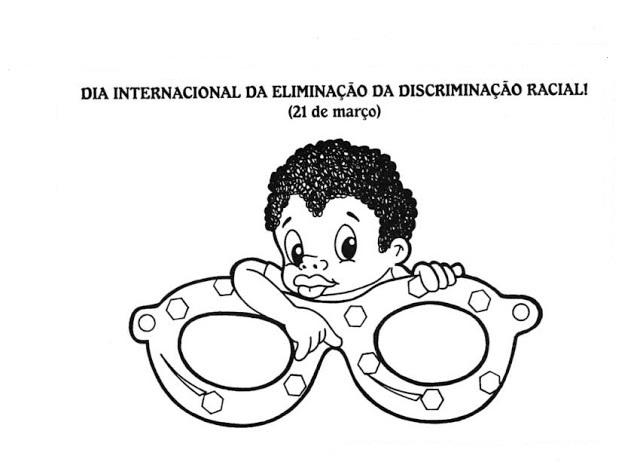 DIA INTERNACIONAL DA ELIMINAÇÃO DA DISCRIMINAÇÃO RACIAL!
(21 de março)